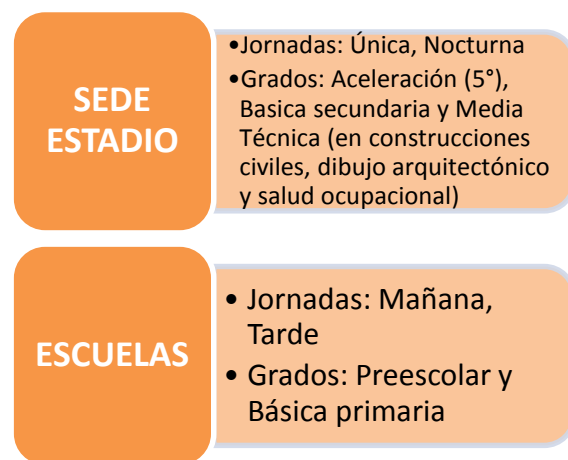 SEDE
ESTADIO
•Jornadas: Única, Nocturna
•Grados: Aceleración (5°),
Basica secundaria y Media
Técnica (en construcciones
civiles, dibujo arquitectónico
y salud ocupacional)
ESCUELAS
• Jornadas: Mañana,
Tarde
• Grados: Preescolar y
Básica primaria